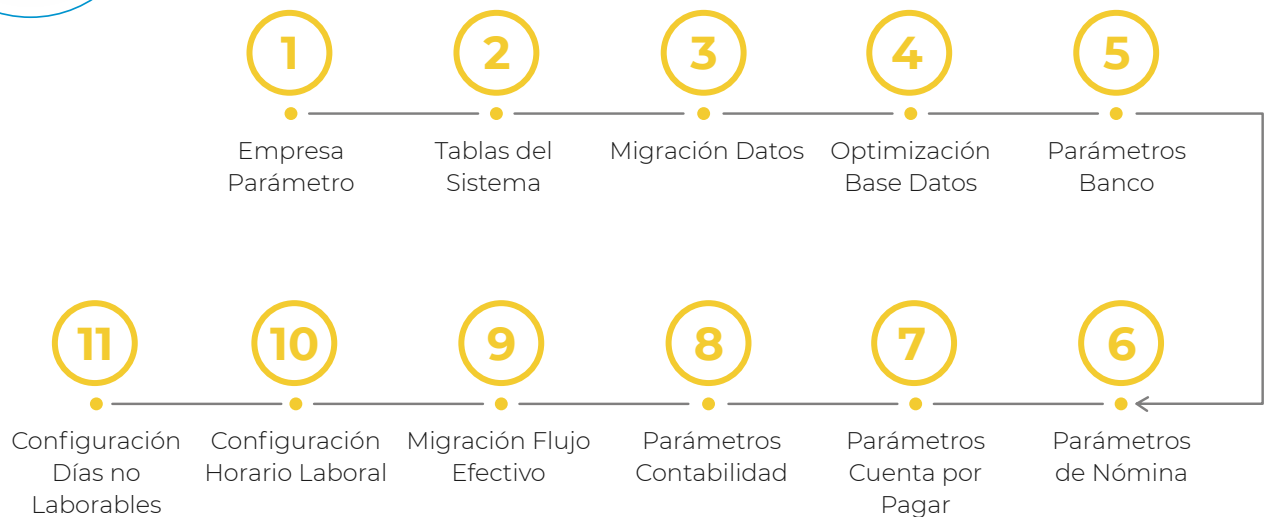 1
Empresa
Parámetro
2
Tablas del
Sistema
3
Migración Datos
4
Optimización
Base Datos
5
Parámetros
Banco
6
Parámetros
de Nómina
7
Parámetros
Cuenta por
Pagar
8
Parámetros
Contabilidad
9
Migración Flujo
Efectivo
10
Configuración
Horario Laboral
11
Configuración
Días no
Laborables